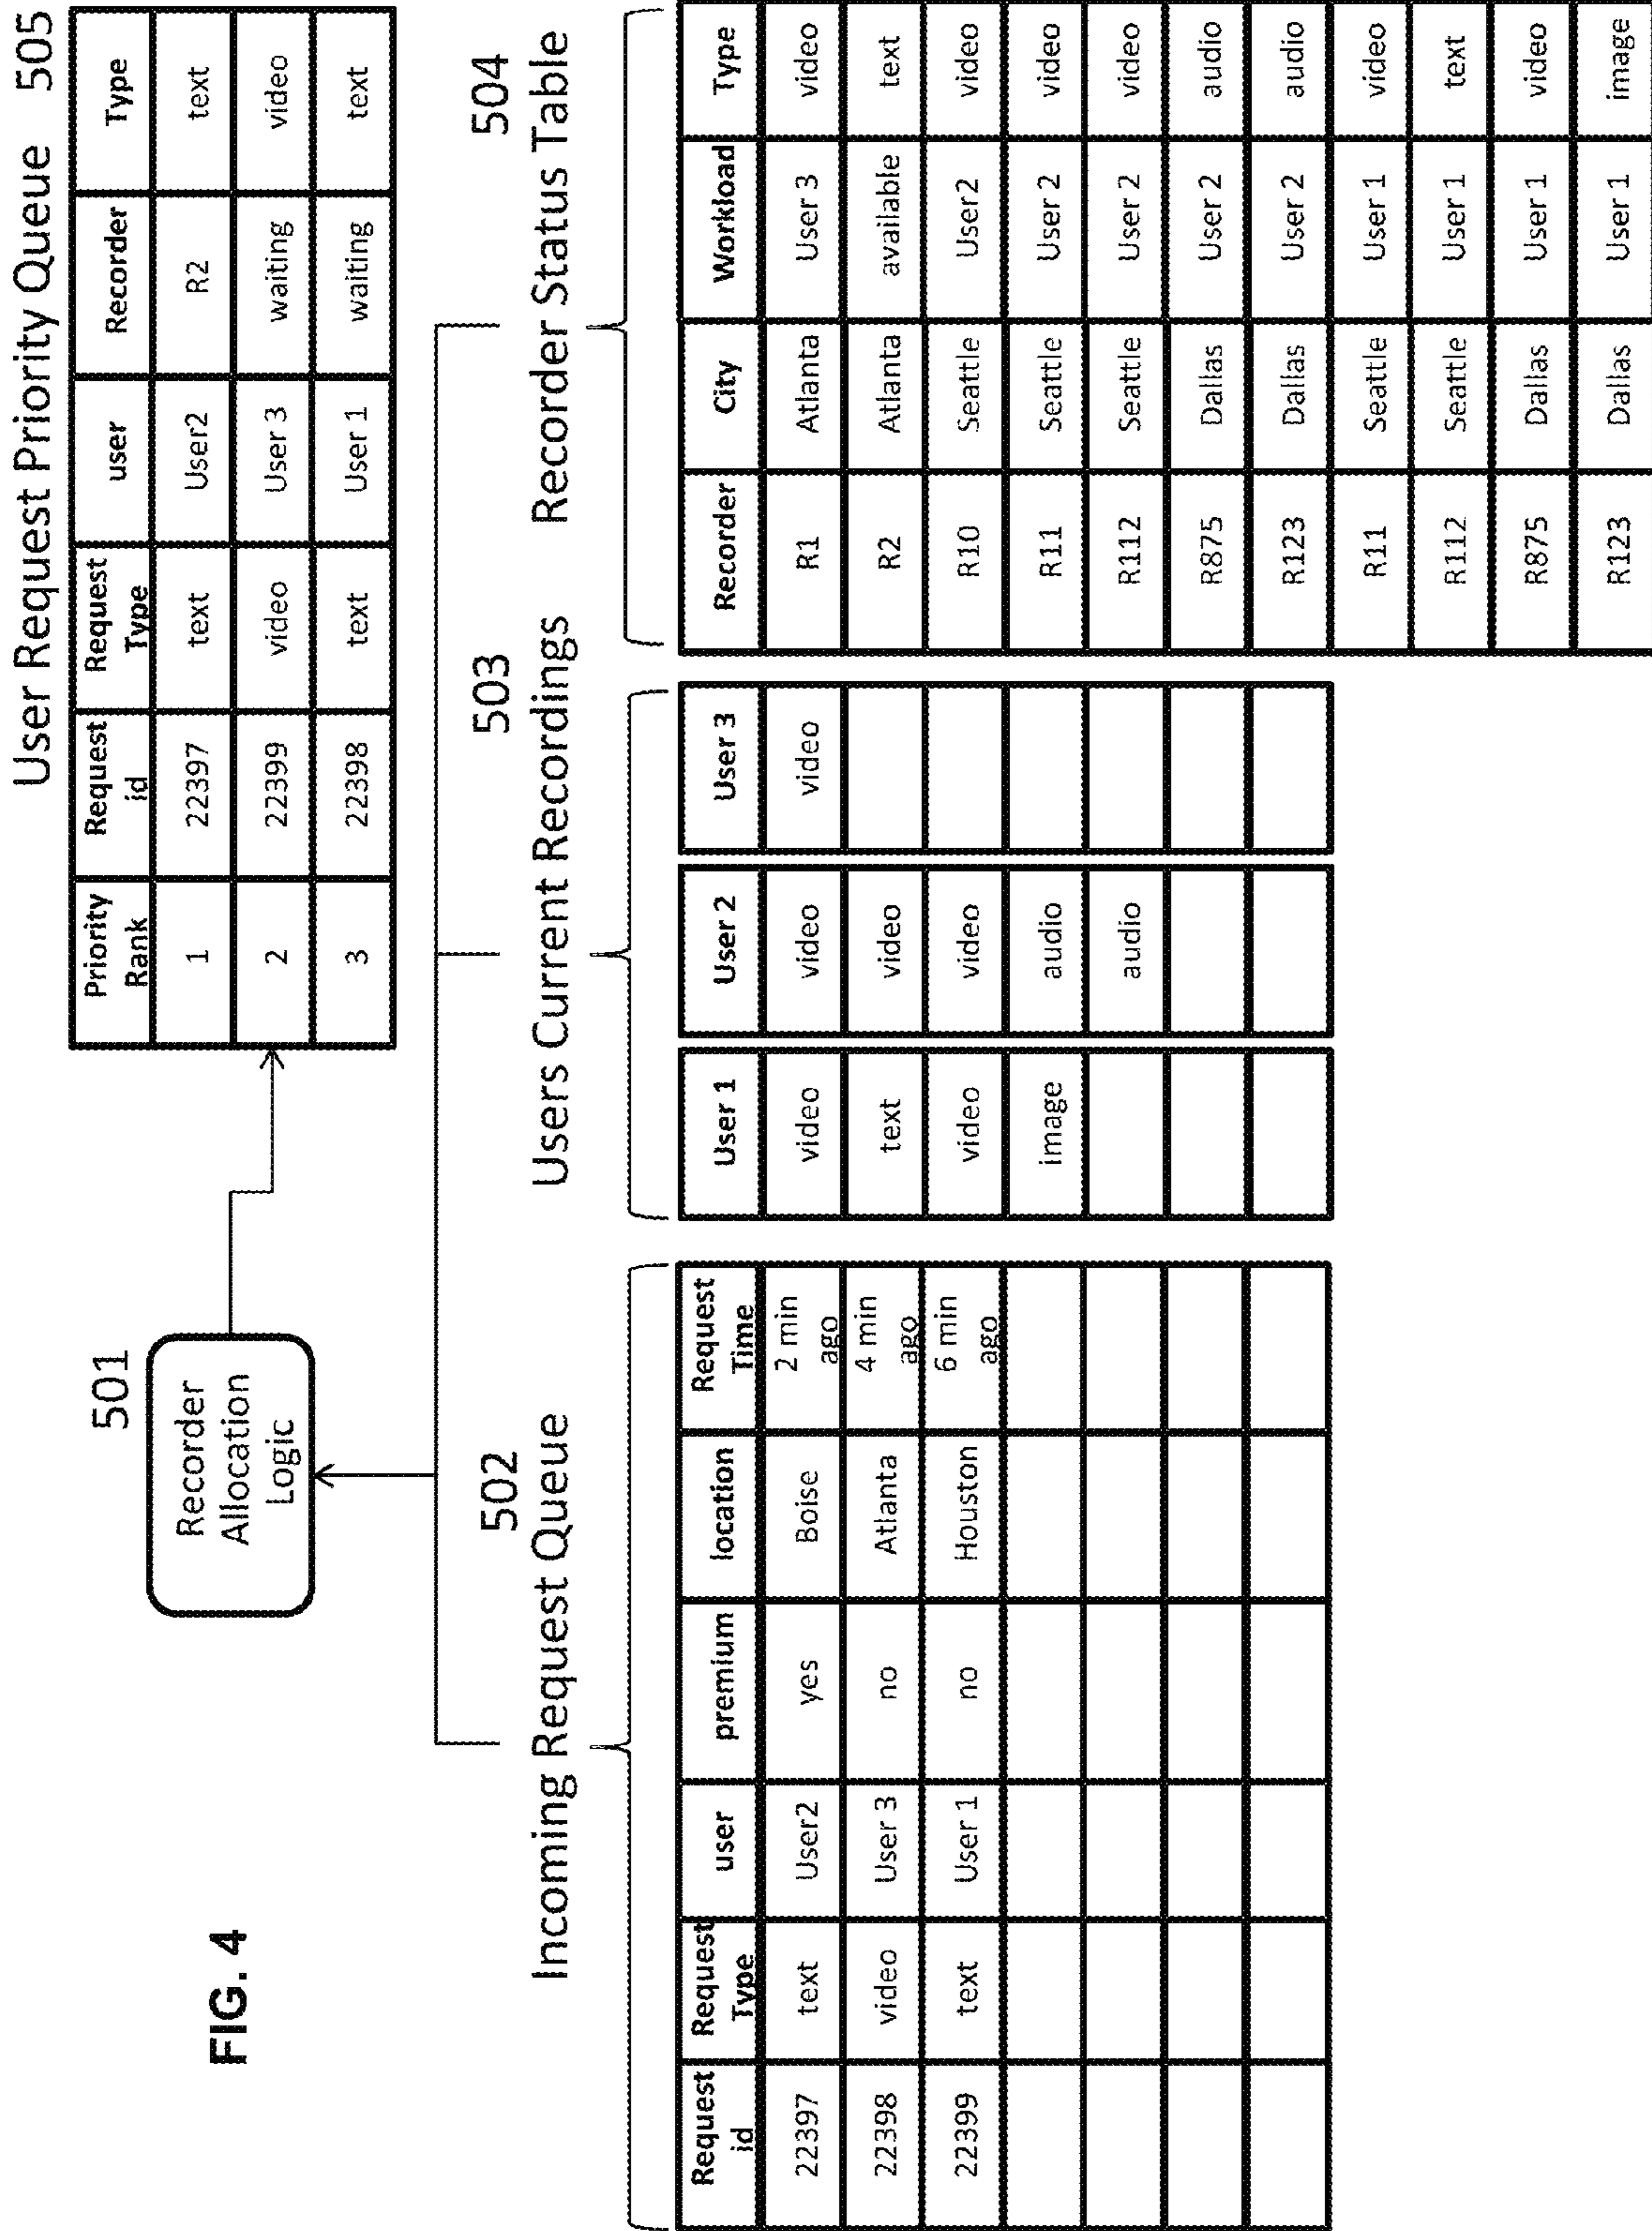 FIG. 4
501
Recorder
Allocation
Logic
User Request Priority Queue 505
Priority Rank Request id Request Type user Recorder Type
1 22397 text User2 R2 text
2 22399 video User 3 waiting video
3 22398 text User 1 waiting text
502
Incoming Request Queue
Request id Request Type user premium location Request Time
22397 text User2 yes Boise 2 min ago
22398 video User 3 no Atlanta 4 min ago
22399 text User 1 no Houston 6 min ago
503
Users Current Recordings
User 1 User 2 User 3
video video video
text video
video video
image audio
audio
504
Recorder Status Table
Recorder City Workload Type
R1 Atlanta User 3 video
R2 Atlanta available text
R10 Seattle User2 video
R11 Seattle User 2 video
R112 Seattle User 2 video
R875 Dallas User 2 audio
R123 Dallas User 2 audio
R11 Seattle User 1 video
R112 Seattle User 1 text
R875 Dallas User 1 video
R123 Dallas User 1 image